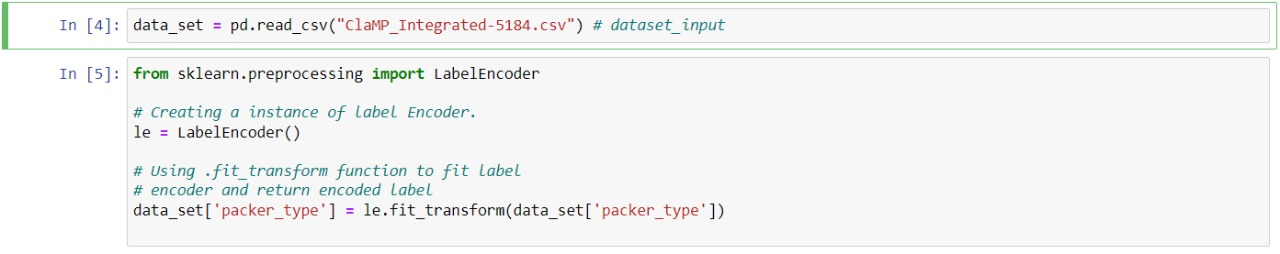 In [4]: data_set = pd.read_csv("ClaMP_Integrated-5184.csv") # dataset_input
In [5]: from sklearn.preprocessing import LabelEncoder
# Creating a instance of label Encoder.
le = LabelEncoder()
# Using .fit_transform function to fit label
# encoder and return encoded label
data_set['packer_type'] = le.fit_transform(data_set['packer_type'])